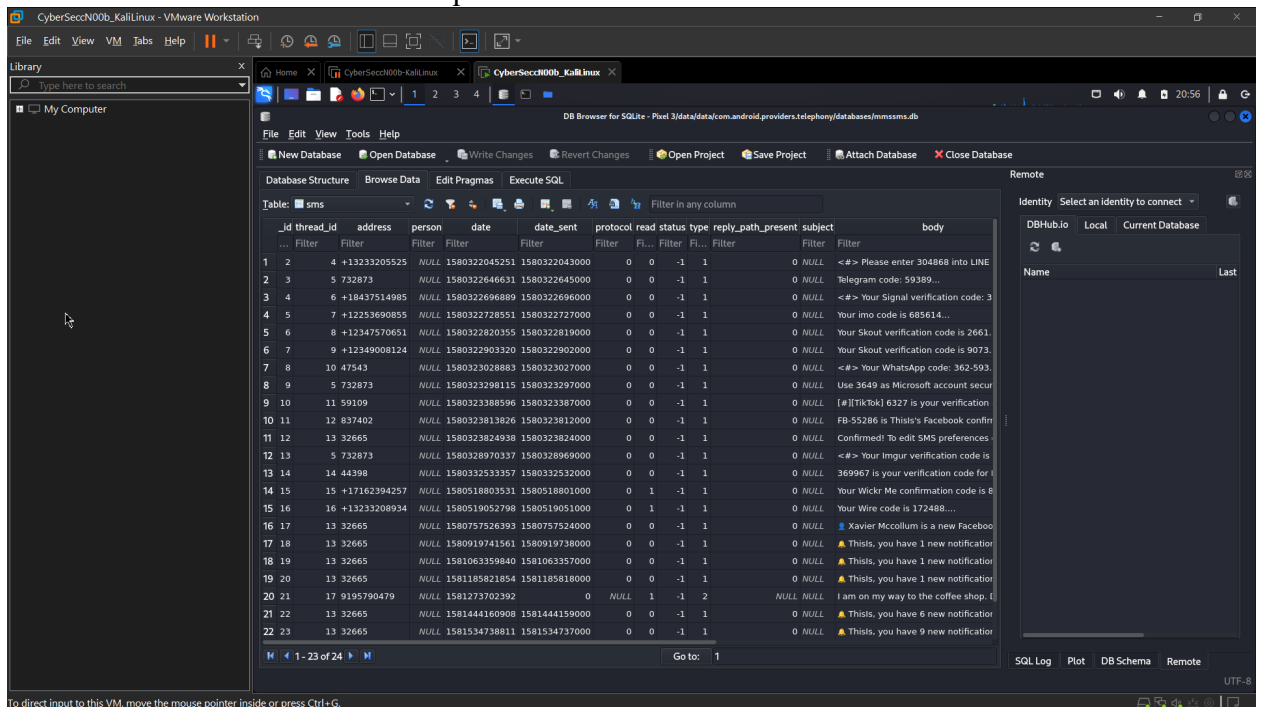 CyberSeccN00b_KaliLinux - VMware Workstation
File Edit View VM Tabs Help
Library X
Type here to search
My Computer
Home X CyberSeccN00b-KaliLinux X CyberSeccN00b_KaliLinux X
1 2 3 4 20:56
DB Browser for SQLite - Pixel 3/data/data/com.android.providers.telephony/databases/mmssms.db
File Edit View Tools Help
New Database Open Database Write Changes Revert Changes Open Project Save Project Attach Database Close Database
Database Structure Browse Data Edit Pragmas Execute SQL
Table: sms Filter in any column
_id thread_id address person date date_sent protocol read status type reply_path_present subject body
... Filter Filter Filter Filter Filter Filter Fi... Filter Fi... Filter Filter Filter
1 2 4 +13233205525 NULL 1580322045251 1580322043000 0 0 -1 1 0 NULL <#> Please enter 304868 into LINE
2 3 5 732873 NULL 1580322646631 1580322645000 0 0 -1 1 0 NULL Telegram code: 59389...
3 4 6 +18437514985 NULL 1580322696889 1580322696000 0 0 -1 1 0 NULL <#> Your Signal verification code: 3
4 5 7 +12253690855 NULL 1580322728551 1580322727000 0 0 -1 1 0 NULL Your imo code is 685614...
5 6 8 +12347570651 NULL 1580322820355 1580322819000 0 0 -1 1 0 NULL Your Skout verification code is 2661.
6 7 9 +12349008124 NULL 1580322903320 1580322902000 0 0 -1 1 0 NULL Your Skout verification code is 9073.
7 8 10 47543 NULL 1580323028883 1580323027000 0 0 -1 1 0 NULL <#> Your WhatsApp code: 362-593.
8 9 5 732873 NULL 1580323298115 1580323297000 0 0 -1 1 0 NULL Use 3649 as Microsoft account secur
9 10 11 59109 NULL 1580323388596 1580323387000 0 0 -1 1 0 NULL [#][TikTok] 6327 is your verification
10 11 12 837402 NULL 1580323813826 1580323812000 0 0 -1 1 0 NULL FB-55286 is ThisIs's Facebook confirm
11 12 13 32665 NULL 1580323824938 1580323824000 0 0 -1 1 0 NULL Confirmed! To edit SMS preferences
12 13 5 732873 NULL 1580328970337 1580328969000 0 0 -1 1 0 NULL <#> Your Imgur verification code is
13 14 14 44398 NULL 1580332533357 1580332532000 0 0 -1 1 0 NULL 369967 is your verification code for
14 15 15 +17162394257 NULL 1580518803531 1580518801000 0 1 -1 1 0 NULL Your Wickr Me confirmation code is 8
15 16 16 +13233208934 NULL 1580519052798 1580519051000 0 1 -1 1 0 NULL Your Wire code is 172488....
16 17 13 32665 NULL 1580757526393 1580757524000 0 0 -1 1 0 NULL Xavier Mccollum is a new Faceboo
17 18 13 32665 NULL 1580919741561 1580919738000 0 0 -1 1 0 NULL ThisIs, you have 1 new notification
18 19 13 32665 NULL 1581063359840 1581063357000 0 0 -1 1 0 NULL ThisIs, you have 1 new notification
19 20 13 32665 NULL 1581185821854 1581185818000 0 0 -1 1 0 NULL ThisIs, you have 1 new notification
20 21 17 9195790479 NULL 1581273702392 0 NULL 1 -1 2 NULL NULL I am on my way to the coffee shop.
21 22 13 32665 NULL 1581444160908 1581444159000 0 0 -1 1 0 NULL ThisIs, you have 6 new notification
22 23 13 32665 NULL 1581534738811 1581534737000 0 0 -1 1 0 NULL ThisIs, you have 9 new notification
1 - 23 of 24 Go to: 1
Remote
Identity Select an identity to connect
DBHub.io Local Current Database
Name Last
SQL Log Plot DB Schema Remote
UTF-8
To direct input to this VM, move the mouse pointer inside or press Ctrl+G.